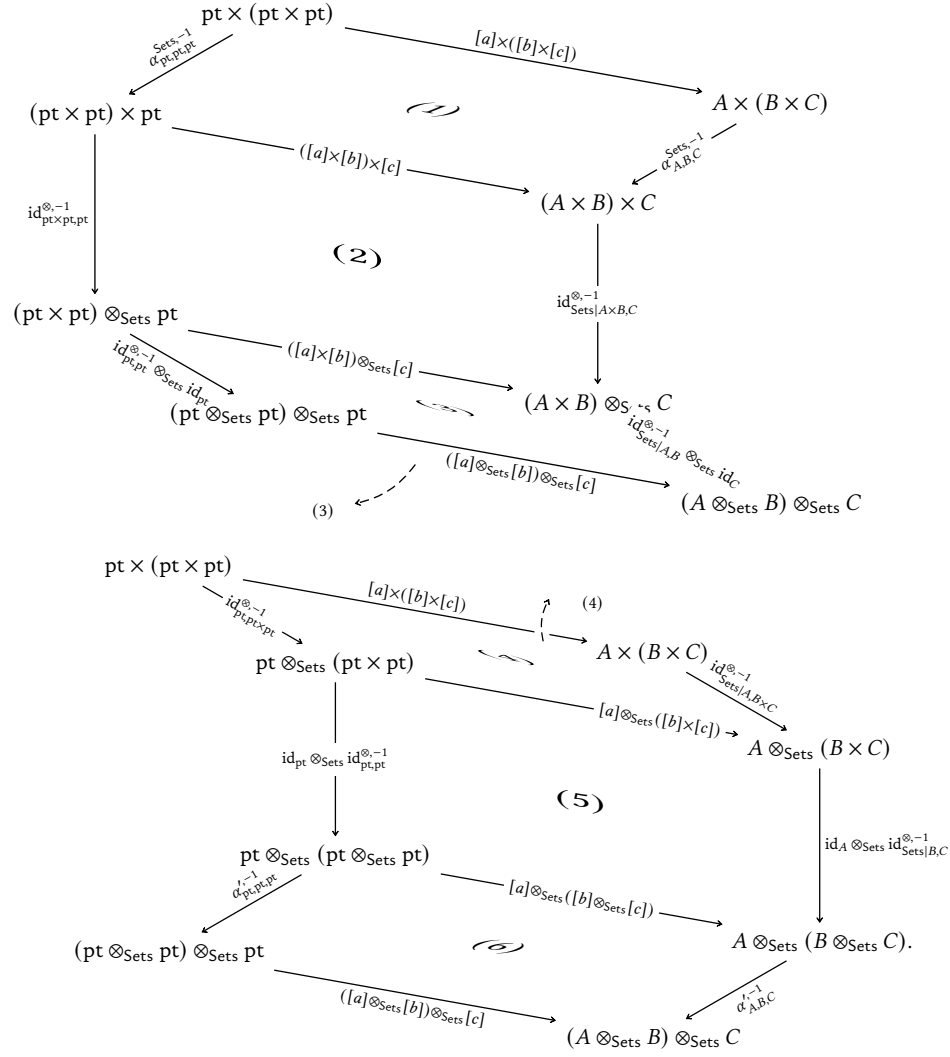 pt × (pt × pt)
[a]×([b]×[c])
α^{Sets,−1}_{pt,pt,pt}
A × (B × C)
(1)
(pt × pt) × pt
α^{Sets,−1}_{A,B,C}
([a]×[b])×[c]
(A × B) × C
id^{⊗,−1}_{pt×pt,pt}
(2)
id^{⊗,−1}_{Sets|A×B,C}
(pt × pt) ⊗_{Sets} pt
([a]×[b])⊗_{Sets}[c]
id^{⊗,−1}_{pt,pt} ⊗_{Sets} id_{pt}
(A × B) ⊗_{Sets} C
(pt ⊗_{Sets} pt) ⊗_{Sets} pt
id^{⊗,−1}_{Sets|A,B} ⊗_{Sets} id_C
([a]⊗_{Sets}[b])⊗_{Sets}[c]
(A ⊗_{Sets} B) ⊗_{Sets} C
(3)
pt × (pt × pt)
[a]×([b]×[c])
(4)
id^{⊗,−1}_{pt,pt×pt}
A × (B × C)
pt ⊗_{Sets} (pt × pt)
id^{⊗,−1}_{Sets|A,B×C}
[a]⊗_{Sets}([b]×[c])
A ⊗_{Sets} (B × C)
id_{pt} ⊗_{Sets} id^{⊗,−1}_{pt,pt}
(5)
id_A ⊗_{Sets} id^{⊗,−1}_{Sets|B,C}
pt ⊗_{Sets} (pt ⊗_{Sets} pt)
α′^{,−1}_{pt,pt,pt}
[a]⊗_{Sets}([b]⊗_{Sets}[c])
(pt ⊗_{Sets} pt) ⊗_{Sets} pt
(6)
A ⊗_{Sets} (B ⊗_{Sets} C).
([a]⊗_{Sets}[b])⊗_{Sets}[c]
α′^{,−1}_{A,B,C}
(A ⊗_{Sets} B) ⊗_{Sets} C